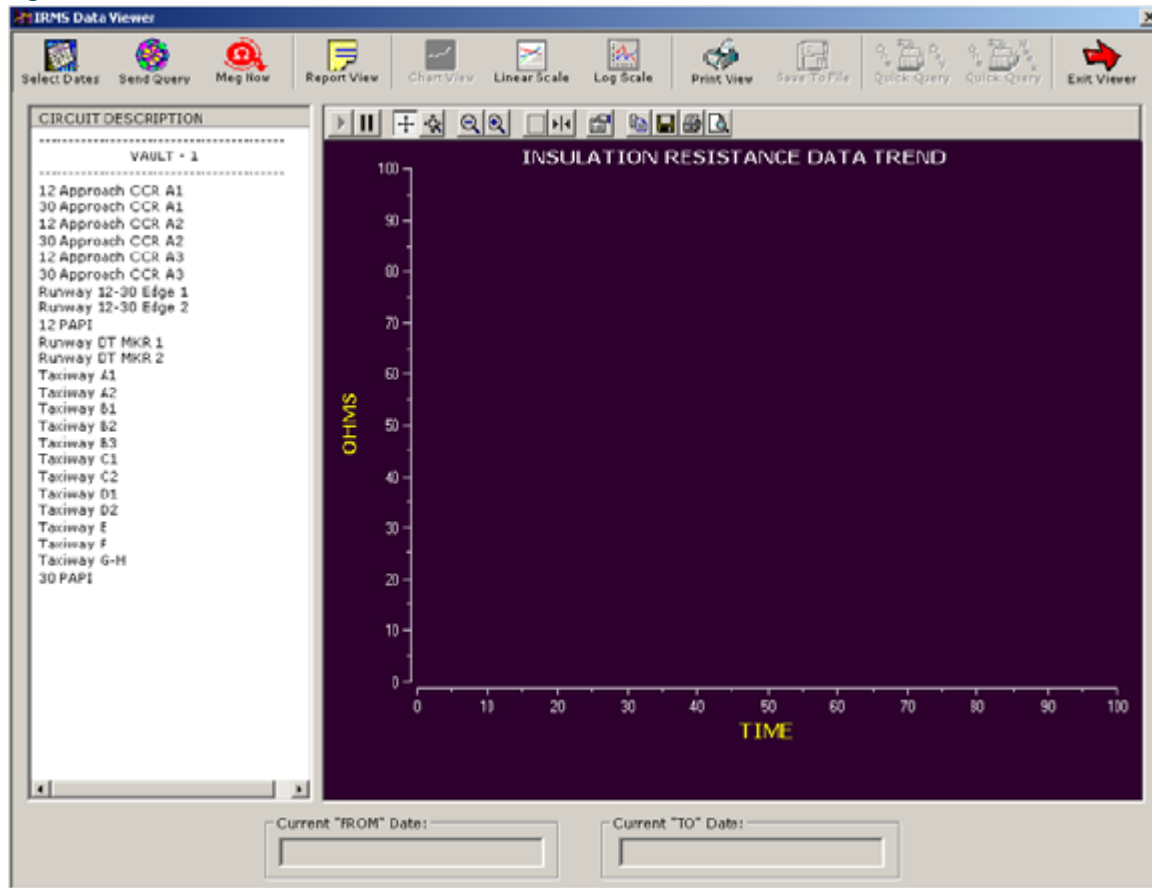 IRMS Data Viewer
Select Dates Send Query Meg Now Report View Chart View Linear Scale Log Scale Print View Save To File Quick Query Quick Query Exit Viewer
CIRCUIT DESCRIPTION
VAULT - 1
12 Approach CCR A1
30 Approach CCR A1
12 Approach CCR A2
30 Approach CCR A2
12 Approach CCR A3
30 Approach CCR A3
Runway 12-30 Edge 1
Runway 12-30 Edge 2
12 PAPI
Runway DT MKR 1
Runway DT MKR 2
Taxiway A1
Taxiway A2
Taxiway B1
Taxiway B2
Taxiway B3
Taxiway C1
Taxiway C2
Taxiway D1
Taxiway D2
Taxiway E
Taxiway F
Taxiway G-H
30 PAPI
INSULATION RESISTANCE DATA TREND
100
90
80
70
60
50
40
30
20
10
0
OHMS
0 10 20 30 40 50 60 70 80 90 100
TIME
Current "FROM" Date:
Current "TO" Date: